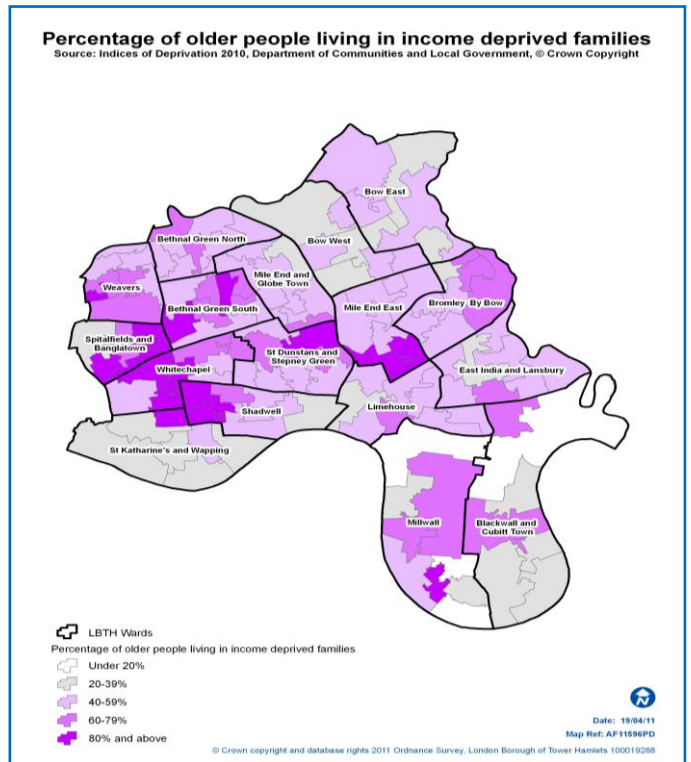 Percentage of older people living in income deprived families
Source: Indices of Deprivation 2010, Department of Communities and Local Government, © Crown Copyright
Bow East
Bethnal Green North
Bow West
Mile End and
Globe Town
Weavers
Bethnal Green South
Mile End East
Bromley By Bow
Spitalfields and
Banglatown
St Dunstans and
Stepney Green
Whitechapel
East India and Lansbury
Shadwell
Limehouse
St Katharine's and Wapping
Millwall
Blackwall and
Cubitt Town
LBTH Wards
Percentage of older people living in income deprived families
Under 20%
20-39%
40-59%
60-79%
80% and above
N
Date: 19/04/11
Map Ref: AF11596PD
© Crown copyright and database rights 2011 Ordnance Survey, London Borough of Tower Hamlets 100019288